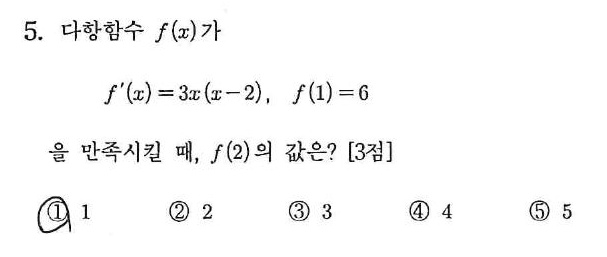 5. 다항함수 f(x)가
f′(x)=3x(x−2), f(1)=6
을 만족시킬 때, f(2)의 값은? [3점]
① 1 ② 2 ③ 3 ④ 4 ⑤ 5